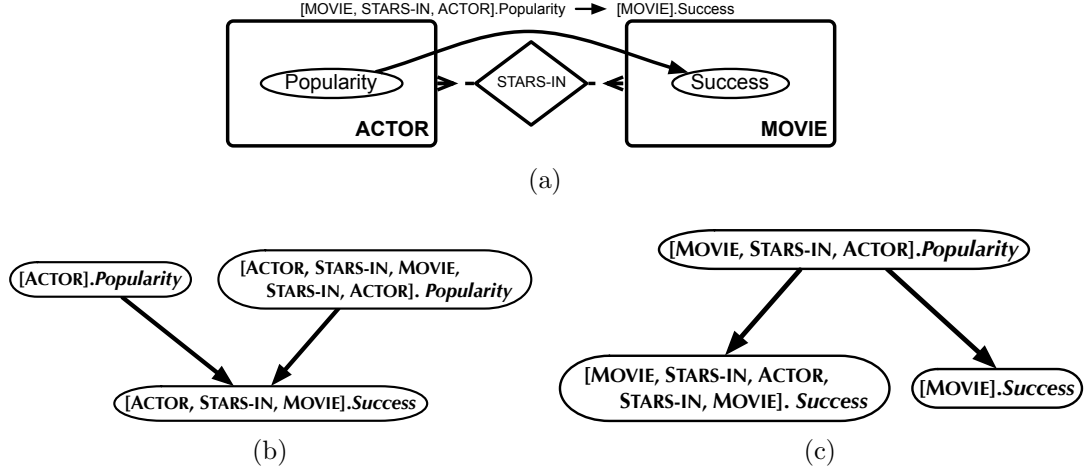 [MOVIE, STARS-IN, ACTOR].Popularity → [MOVIE].Success
Popularity
STARS-IN
Success
ACTOR
MOVIE
(a)
[ACTOR].Popularity
[ACTOR, STARS-IN, MOVIE,
STARS-IN, ACTOR]. Popularity
[ACTOR, STARS-IN, MOVIE].Success
(b)
[MOVIE, STARS-IN, ACTOR].Popularity
[MOVIE, STARS-IN, ACTOR,
STARS-IN, MOVIE]. Success
[MOVIE].Success
(c)